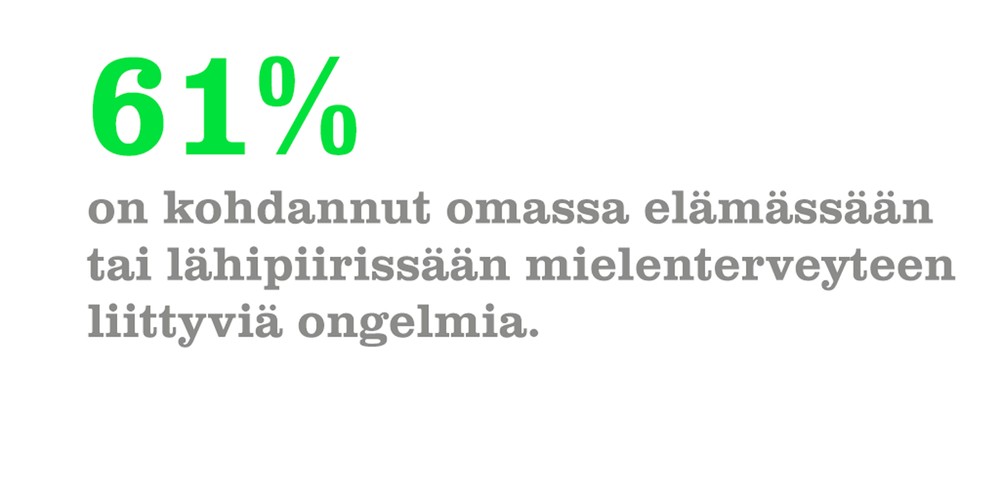 61%
on kohdannut omassa elämässään
tai lähipiirissään mielenterveyteen
liittyviä ongelmia.